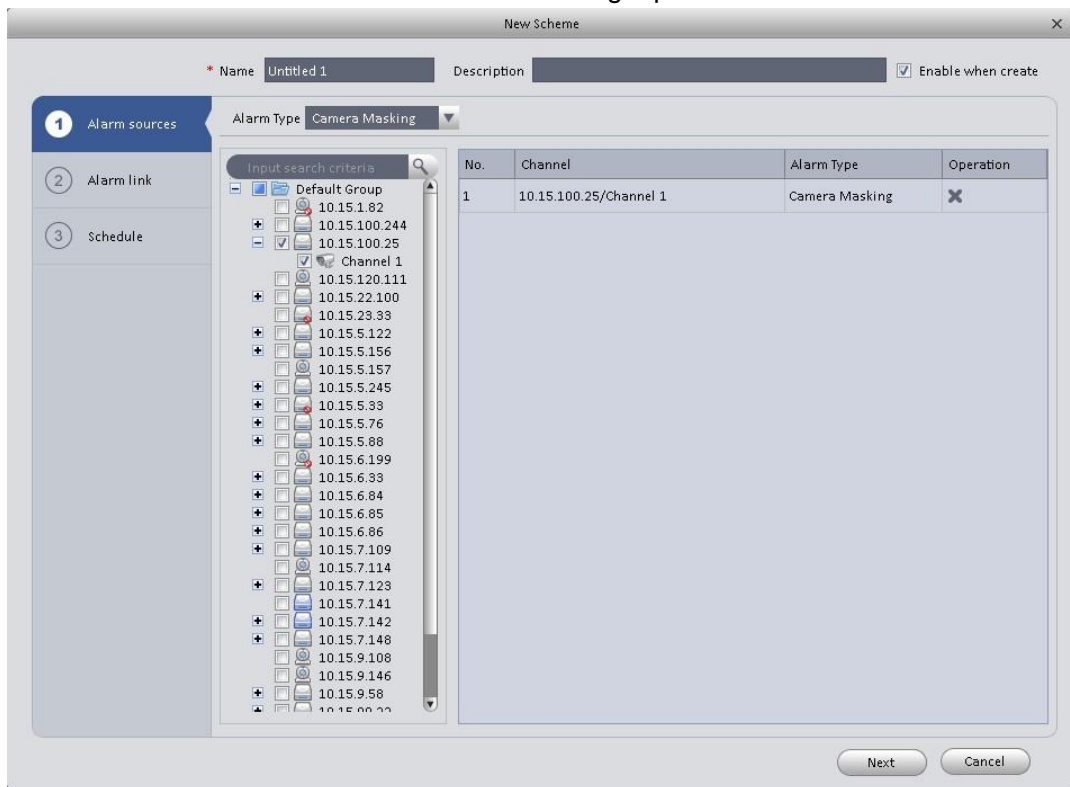 New Scheme
* Name Untitled 1 Description Enable when create
1 Alarm sources
2 Alarm link
3 Schedule
Alarm Type Camera Masking
Input search criteria
Default Group
10.15.1.82
10.15.100.244
10.15.100.25
Channel 1
10.15.120.111
10.15.22.100
10.15.23.33
10.15.5.122
10.15.5.156
10.15.5.157
10.15.5.245
10.15.5.33
10.15.5.76
10.15.5.88
10.15.6.199
10.15.6.33
10.15.6.84
10.15.6.85
10.15.6.86
10.15.7.109
10.15.7.114
10.15.7.123
10.15.7.141
10.15.7.142
10.15.7.148
10.15.9.108
10.15.9.146
10.15.9.58
No. Channel Alarm Type Operation
1 10.15.100.25/Channel 1 Camera Masking
Next Cancel